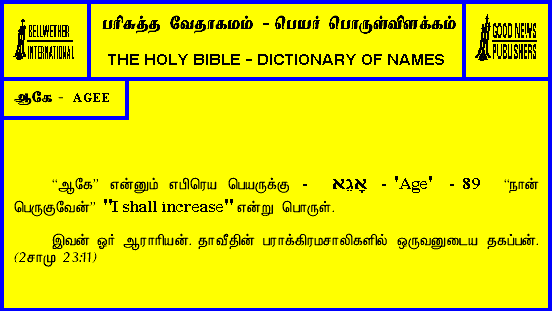 BELLWETHER
INTERNATIONAL
பரிசுத்த வேதாகமம் - பெயர் பொருள்விளக்கம்
THE HOLY BIBLE - DICTIONARY OF NAMES
GOOD NEWS
PUBLISHERS
ஆகே - AGEE
“ஆகே” என்னும் எபிரெய பெயருக்கு - אָגֵא - 'Age' - 89 “நான்
பெருகுவேன்” "I shall increase" என்று பொருள்.
இவன் ஓர் ஆராரியன். தாவீதின் பராக்கிரமசாலிகளில் ஒருவனுடைய தகப்பன்.
(2சாமு 23:11)